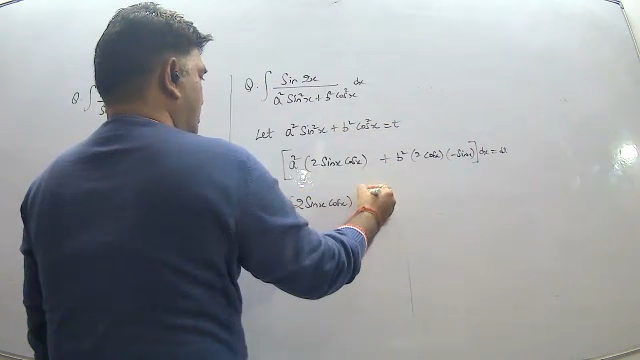 Q. ∫ Sin 2x / a² Sin²x + b² Cos²x dx
Let a² Sin²x + b² Cos²x = t
[a² (2 Sinx Cosx) + b² (2 Cosx) (-Sinx)] dx = dt
2 Sinx Cosx)
Q. ∫